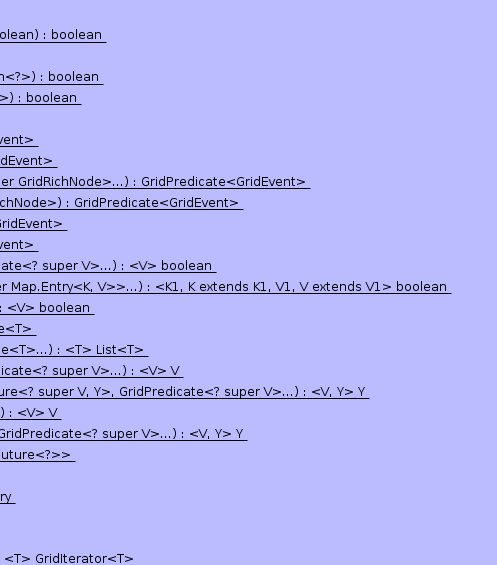 olean) : boolean
n<?>) : boolean
>) : boolean
vent>
dEvent>
er GridRichNode>...) : GridPredicate<GridEvent>
chNode>) : GridPredicate<GridEvent>
GridEvent>
vent>
ate<? super V>...) : <V> boolean
er Map.Entry<K, V>>...) : <K1, K extends K1, V1, V extends V1> boolean
: <V> boolean
e<T>
e<T>...) : <T> List<T>
icate<? super V>...) : <V> V
ure<? super V, Y>, GridPredicate<? super V>...) : <V, Y> Y
) : <V> V
GridPredicate<? super V>...) : <V, Y> Y
uture<?>>
ry
<T> GridIterator<T>